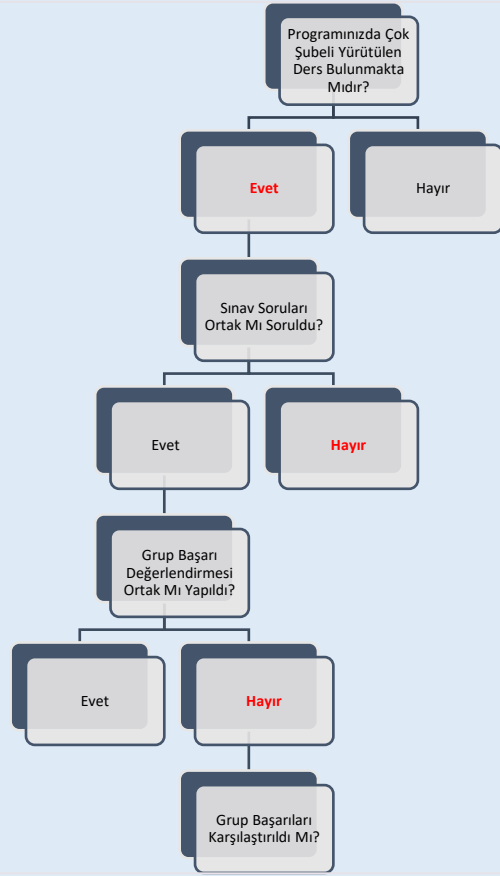 Programınızda Çok
Şubeli Yürütülen
Ders Bulunmakta
Mıdır?
Evet
Hayır
Sınav Soruları
Ortak Mı Soruldu?
Evet
Hayır
Grup Başarı
Değerlendirmesi
Ortak Mı Yapıldı?
Evet
Hayır
Grup Başarıları
Karşılaştırıldı Mı?